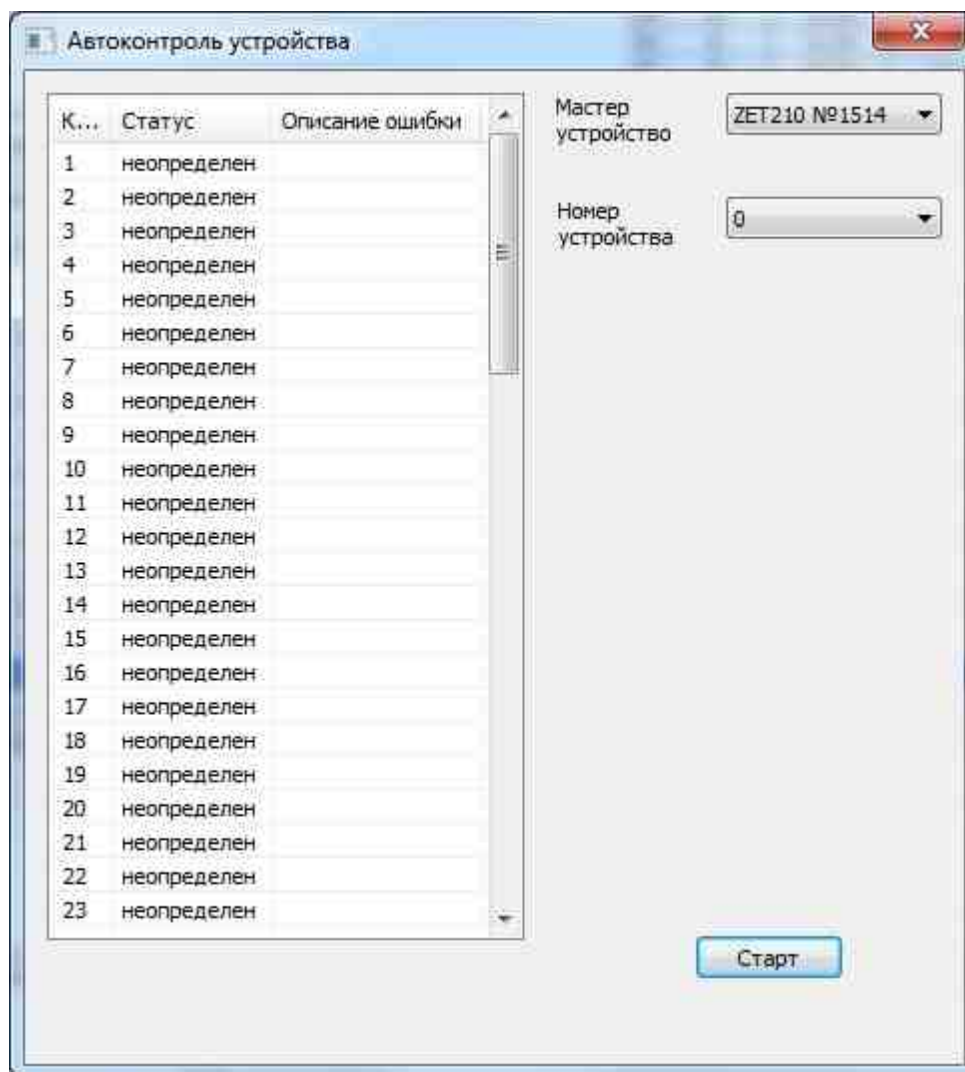 Автоконтроль устройства
К... Статус Описание ошибки
1 неопределен
2 неопределен
3 неопределен
4 неопределен
5 неопределен
6 неопределен
7 неопределен
8 неопределен
9 неопределен
10 неопределен
11 неопределен
12 неопределен
13 неопределен
14 неопределен
15 неопределен
16 неопределен
17 неопределен
18 неопределен
19 неопределен
20 неопределен
21 неопределен
22 неопределен
23 неопределен
Мастер
устройство
ZET210 №1514
Номер
устройства
0
Старт